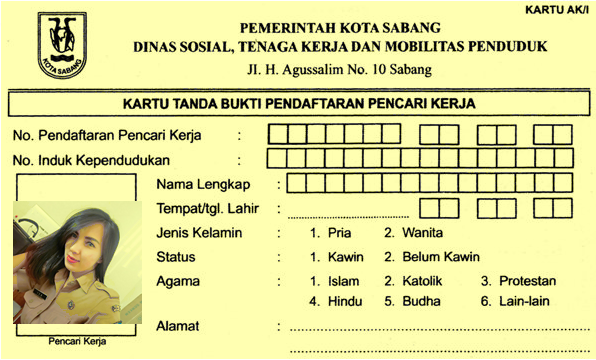 KARTU AK/I
PEMERINTAH KOTA SABANG
DINAS SOSIAL, TENAGA KERJA DAN MOBILITAS PENDUDUK
Jl. H. Agussalim No. 10 Sabang
KOTA SABANG
KARTU TANDA BUKTI PENDAFTARAN PENCARI KERJA
No. Pendaftaran Pencari Kerja :
No. Induk Kependudukan :
Nama Lengkap :
Tempat/tgl. Lahir :
Jenis Kelamin : 1. Pria 2. Wanita
Status : 1. Kawin 2. Belum Kawin
Agama : 1. Islam 2. Katolik 3. Protestan
4. Hindu 5. Budha 6. Lain-lain
Alamat :
Pencari Kerja